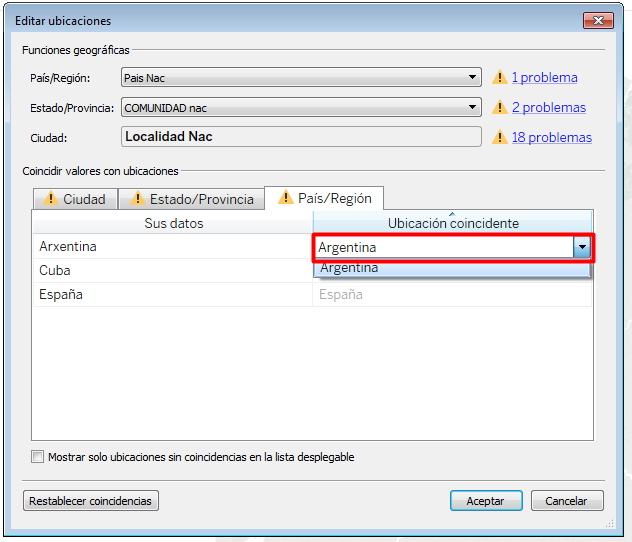 Editar ubicaciones
Funciones geográficas
País/Región: Pais Nac 1 problema
Estado/Provincia: COMUNIDAD nac 2 problemas
Ciudad: Localidad Nac 18 problemas
Coincidir valores con ubicaciones
Ciudad Estado/Provincia País/Región
Sus datos Ubicación coincidente
Arxentina Argentina
Argentina
Cuba
España España
Mostrar solo ubicaciones sin coincidencias en la lista desplegable
Restablecer coincidencias Aceptar Cancelar